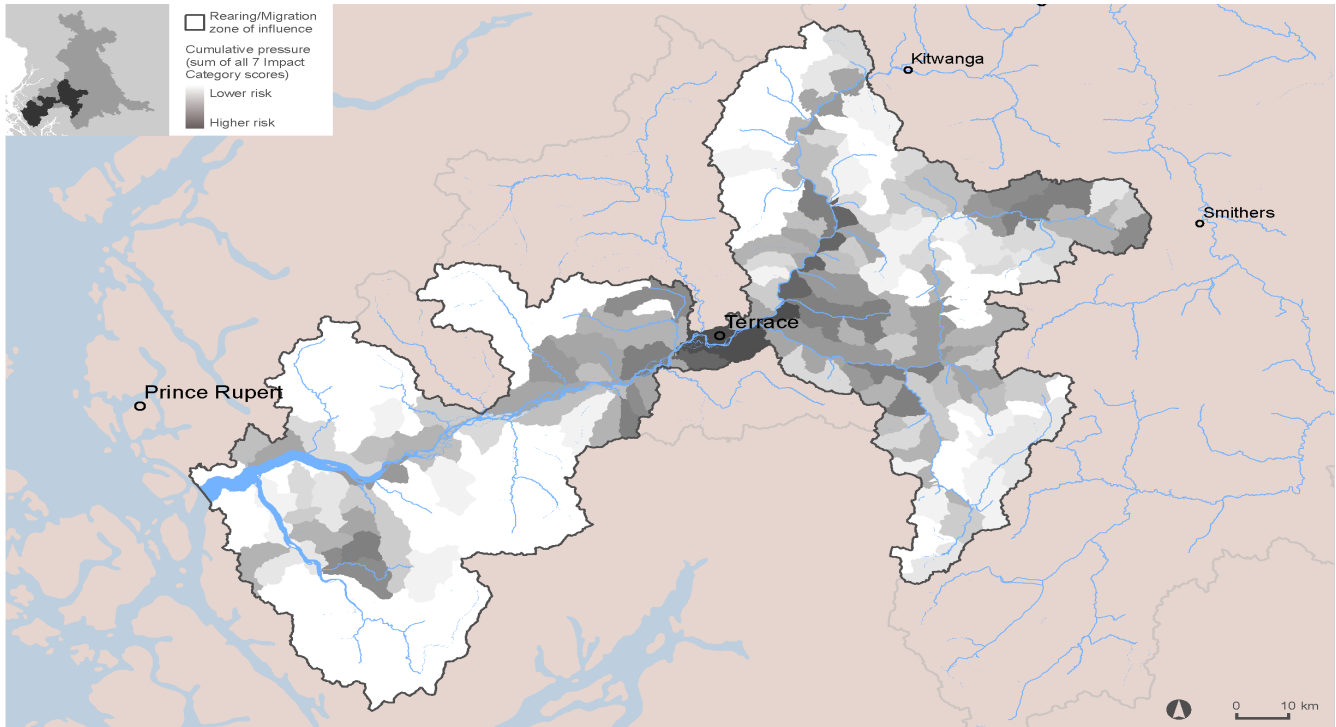 Rearing/Migration
zone of influence
Cumulative pressure
(sum of all 7 Impact
Category scores)
Lower risk
Higher risk
Kitwanga
Smithers
Terrace
Prince Rupert
0 10 km